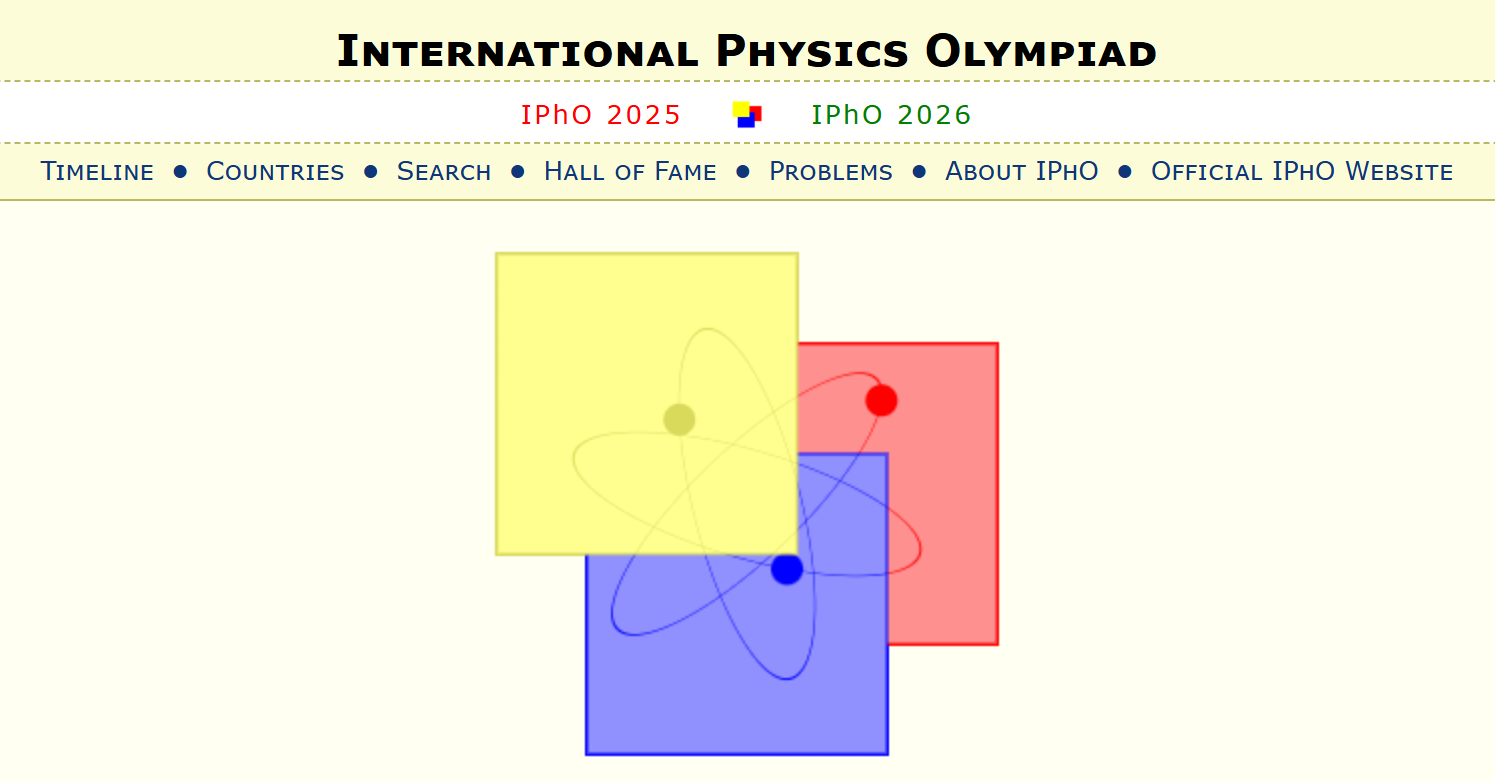 International Physics Olympiad
IPhO 2025 IPhO 2026
Timeline ● Countries ● Search ● Hall of Fame ● Problems ● About IPhO ● Official IPhO Website